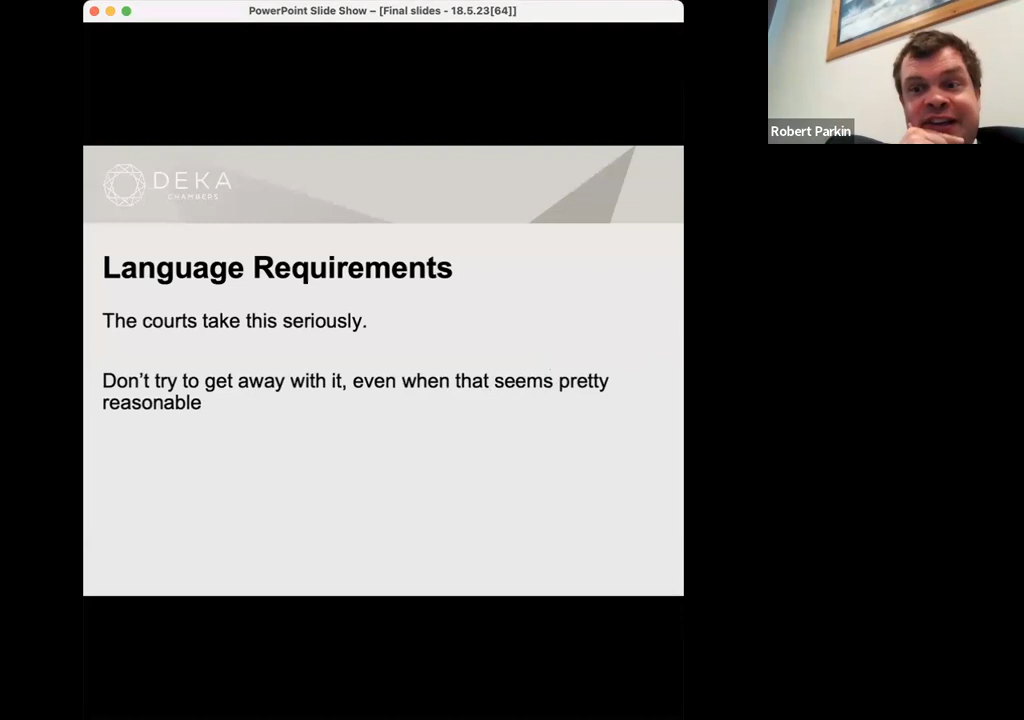 PowerPoint Slide Show – [Final slides - 18.5.23[64]]
Robert Parkin
DEKA
CHAMBERS
Language Requirements
The courts take this seriously.
Don’t try to get away with it, even when that seems pretty
reasonable